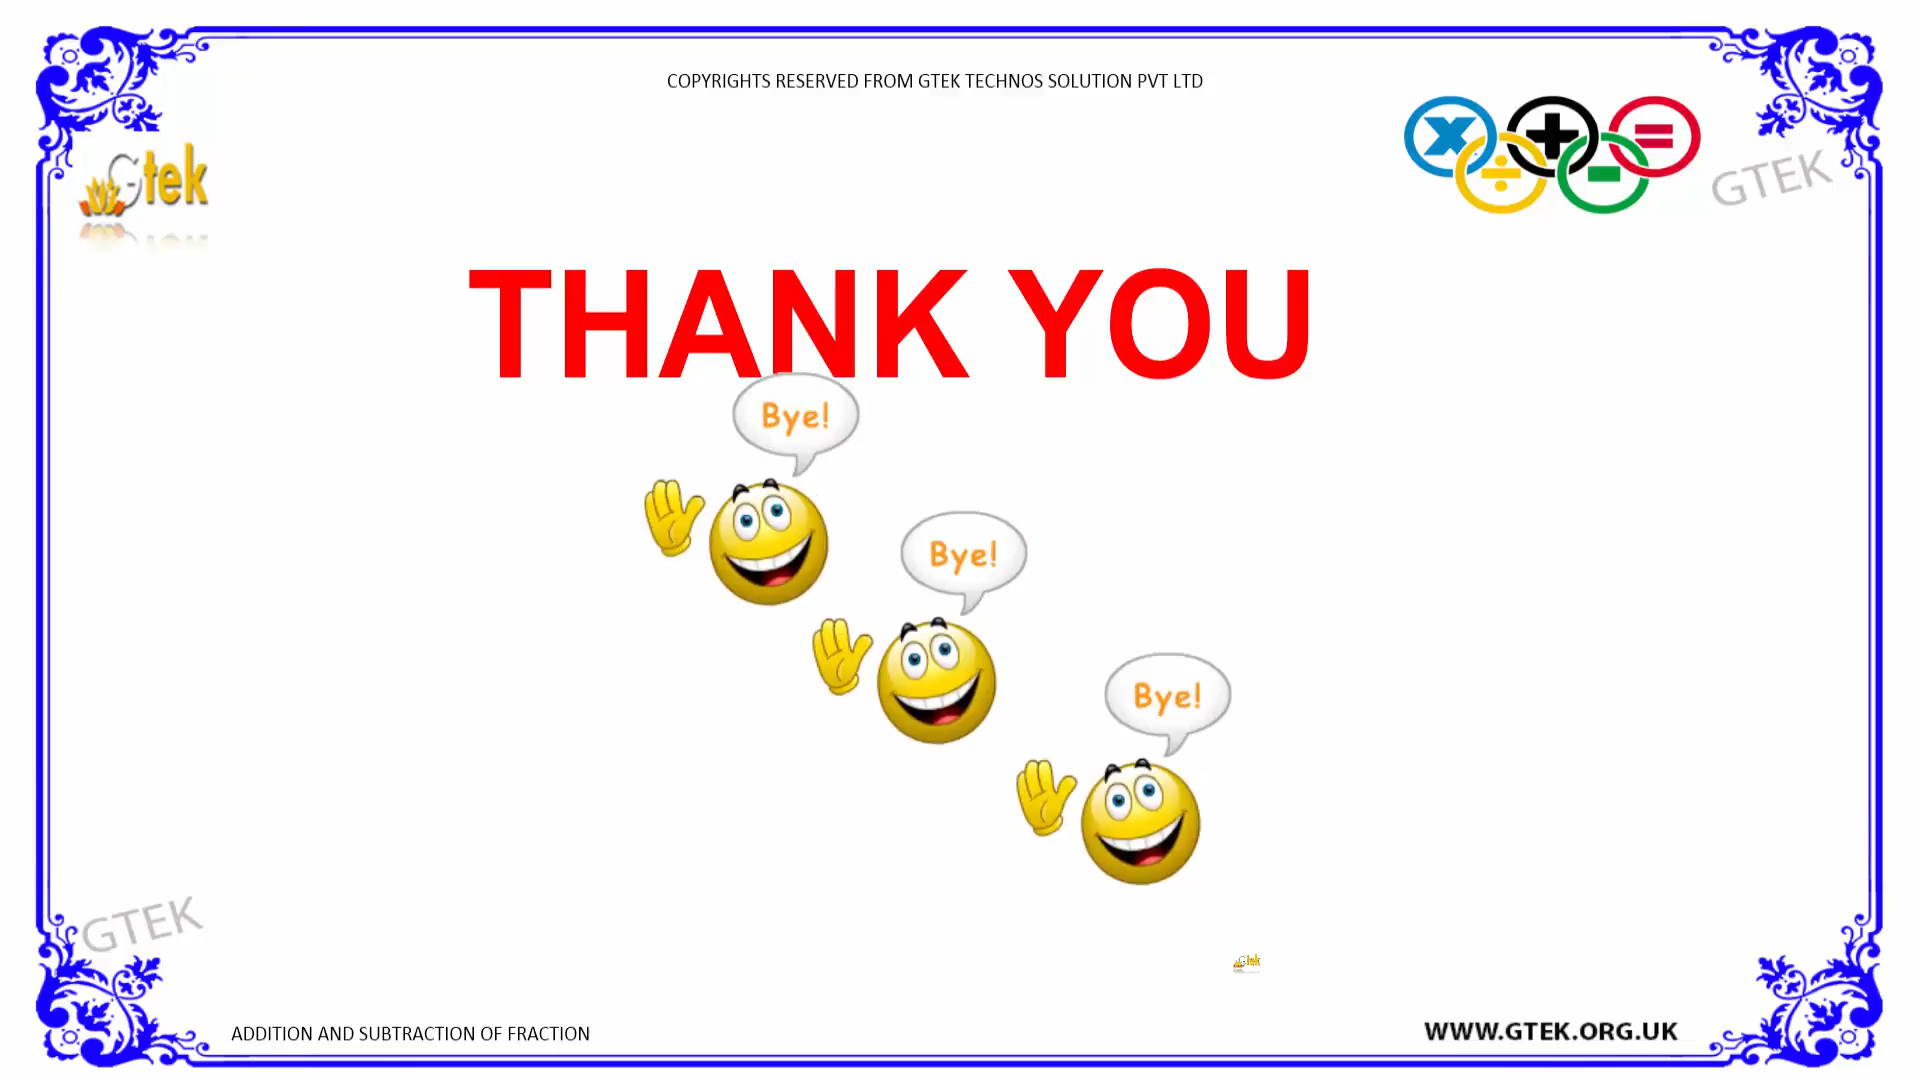 COPYRIGHTS RESERVED FROM GTEK TECHNOS SOLUTION PVT LTD
Gtek
GTEK
THANK YOU
Bye!
Bye!
Bye!
GTEK
Gtek
ADDITION AND SUBTRACTION OF FRACTION
WWW.GTEK.ORG.UK